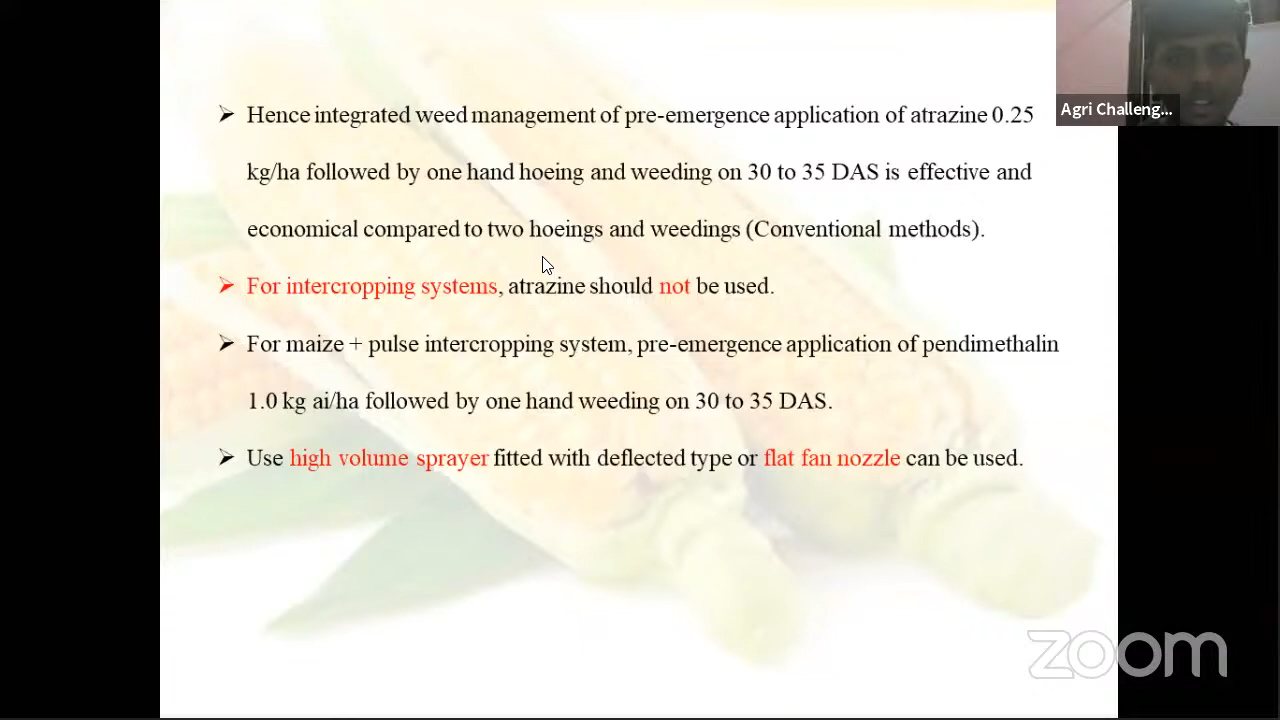 Agri Challeng...
➢ Hence integrated weed management of pre-emergence application of atrazine 0.25
kg/ha followed by one hand hoeing and weeding on 30 to 35 DAS is effective and
economical compared to two hoeings and weedings (Conventional methods).
➢ For intercropping systems, atrazine should not be used.
➢ For maize + pulse intercropping system, pre-emergence application of pendimethalin
1.0 kg ai/ha followed by one hand weeding on 30 to 35 DAS.
➢ Use high volume sprayer fitted with deflected type or flat fan nozzle can be used.
zoom